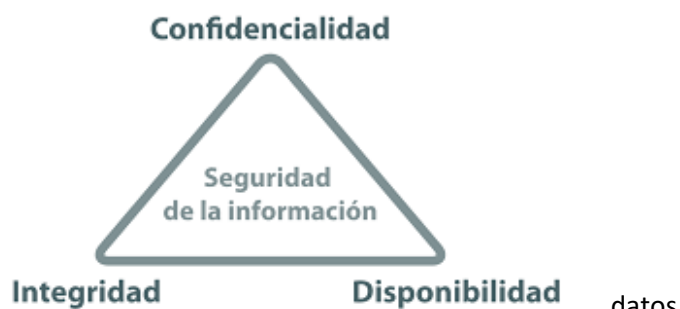 Confidencialidad
Seguridad
de la información
Integridad
Disponibilidad
datos